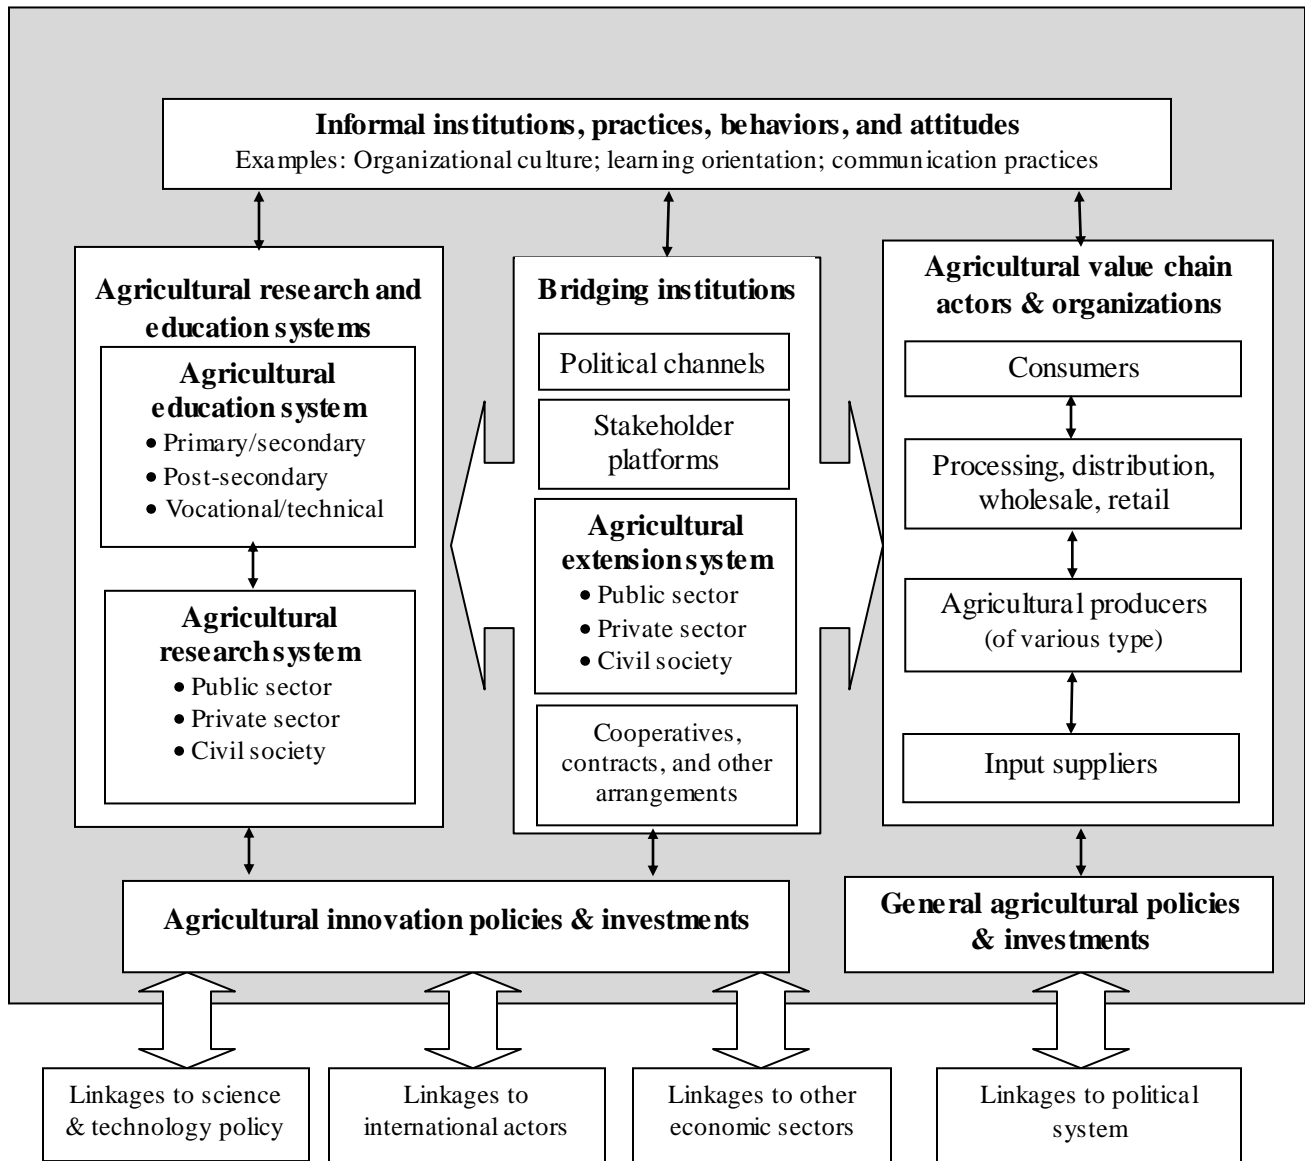 Informal institutions, practices, behaviors, and attitudes
Examples: Organizational culture; learning orientation; communication practices
Agricultural research and
education systems
Agricultural
education system
• Primary/secondary
• Post-secondary
• Vocational/technical
Agricultural
research system
• Public sector
• Private sector
• Civil society
Bridging institutions
Political channels
Stakeholder
platforms
Agricultural
extension system
• Public sector
• Private sector
• Civil society
Cooperatives,
contracts, and other
arrangements
Agricultural value chain
actors & organizations
Consumers
Processing, distribution,
wholesale, retail
Agricultural producers
(of various type)
Input suppliers
Agricultural innovation policies & investments
General agricultural policies
& investments
Linkages to science
& technology policy
Linkages to
international actors
Linkages to other
economic sectors
Linkages to political
system